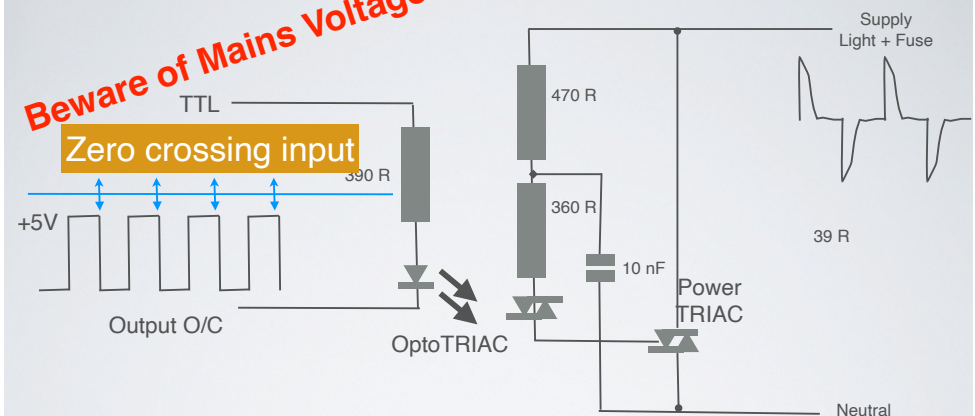 Beware of Mains Voltage
TTL
Zero crossing input
390 R
+5V
Output O/C
OptoTRIAC
470 R
360 R
10 nF
Power
TRIAC
Supply
Light + Fuse
39 R
Neutral